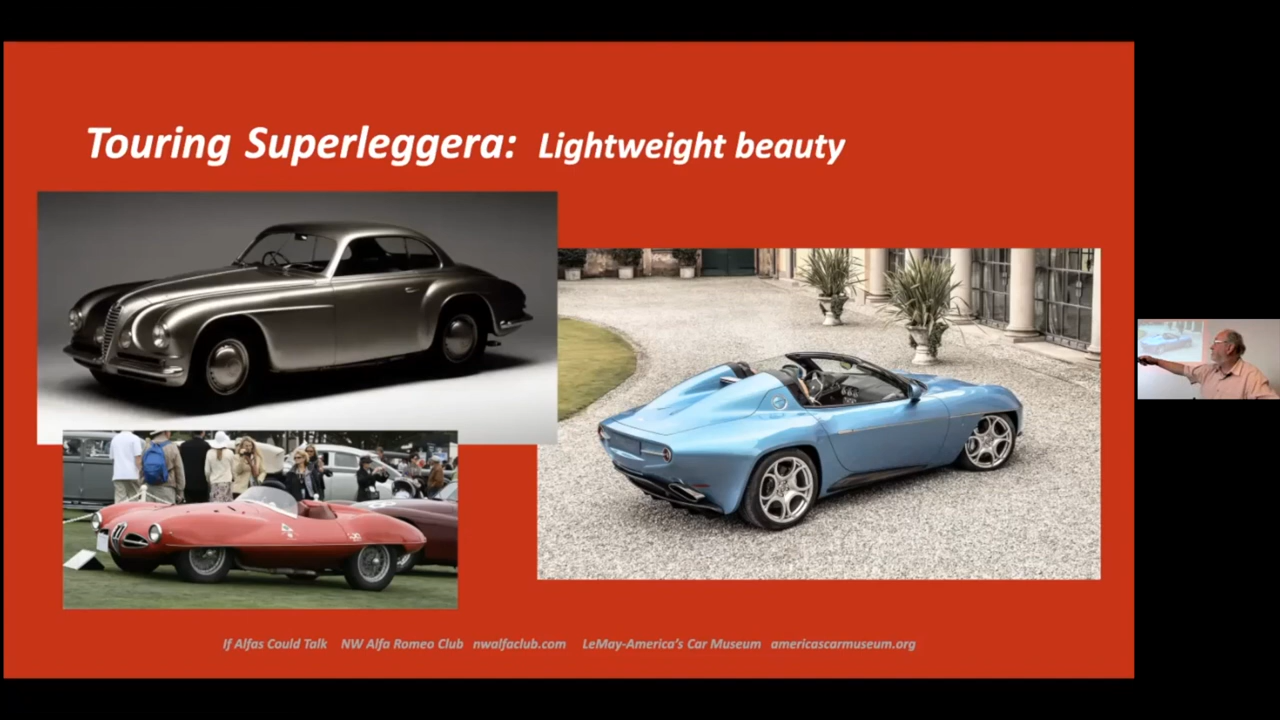 Touring Superleggera: Lightweight beauty
If Alfas Could Talk NW Alfa Romeo Club nwalfaclub.com LeMay-America's Car Museum americascarmuseum.org